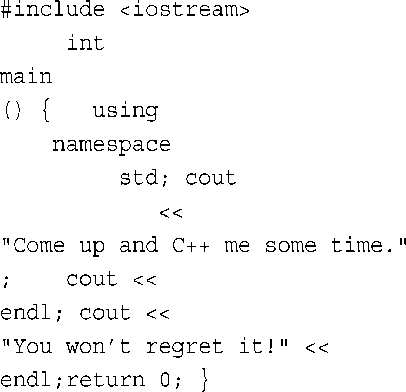 #include <iostream>
int
main
() {   using
namespace
std; cout
<<
"Come up and C++ me some time."
;    cout <<
endl; cout <<
"You won't regret it!" <<
endl;return 0; }